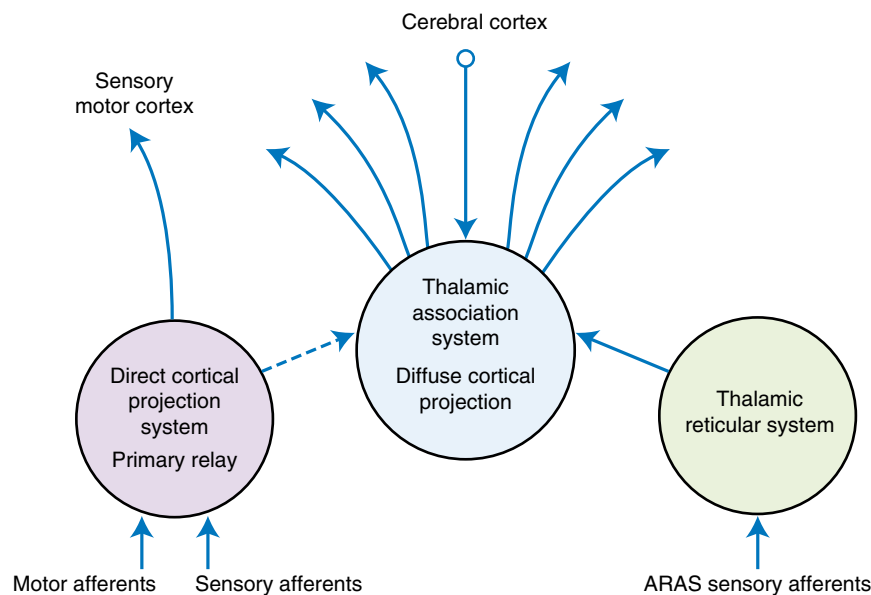 Cerebral cortex
Sensory
motor cortex
Thalamic
association
system
Diffuse cortical
projection
Direct cortical
projection
system
Primary relay
Thalamic
reticular system
Motor afferents
Sensory afferents
ARAS sensory afferents